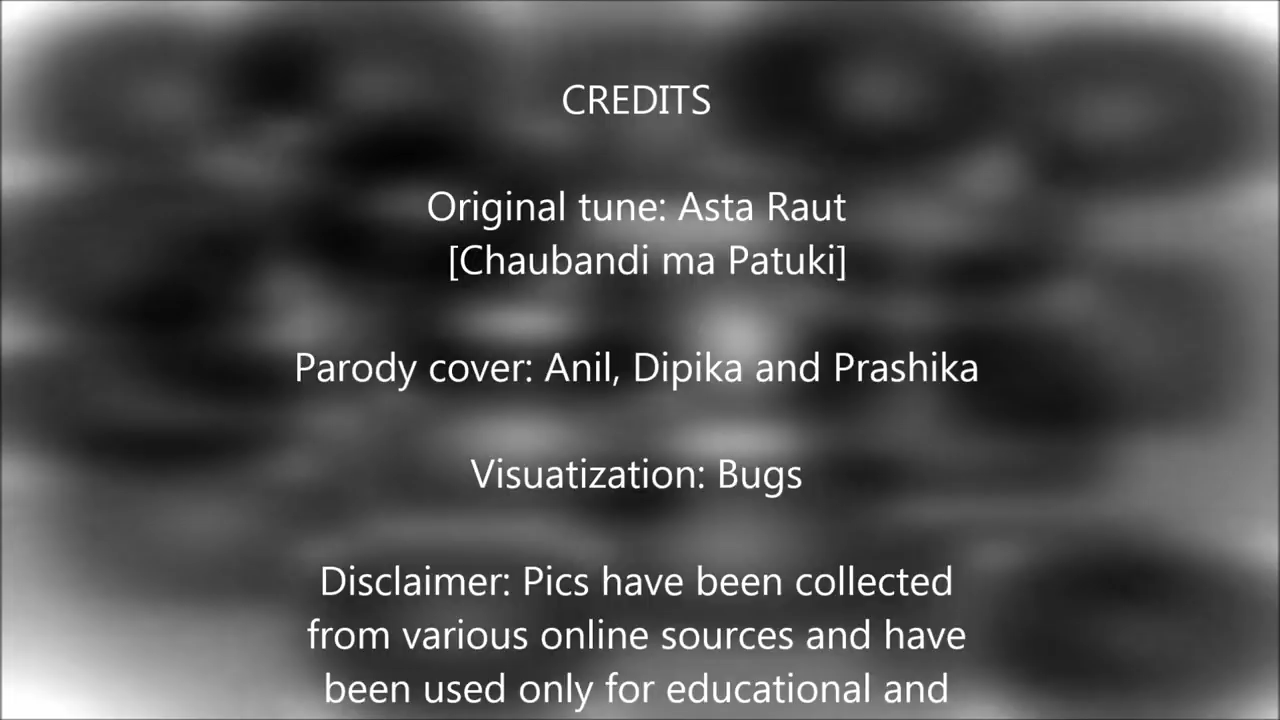 CREDITS
Original tune: Asta Raut
[Chaubandi ma Patuki]
Parody cover: Anil, Dipika and Prashika
Visuatization: Bugs
Disclaimer: Pics have been collected
from various online sources and have
been used only for educational and